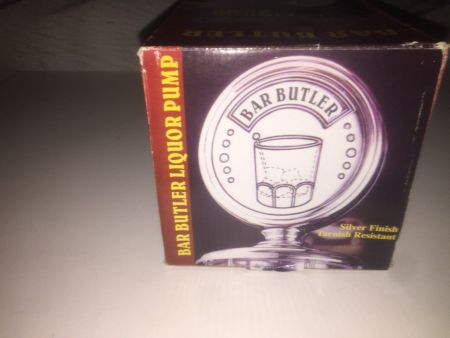 BAR BUTLER
BAR BUTLER LIQUOR PUMP
BAR BUTLER
Silver Finish
Tarnish Resistant